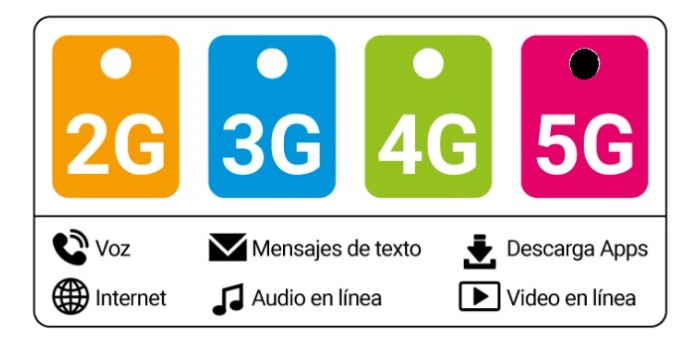 2G 3G 4G 5G
Voz Mensajes de texto Descarga Apps
Internet Audio en línea Video en línea